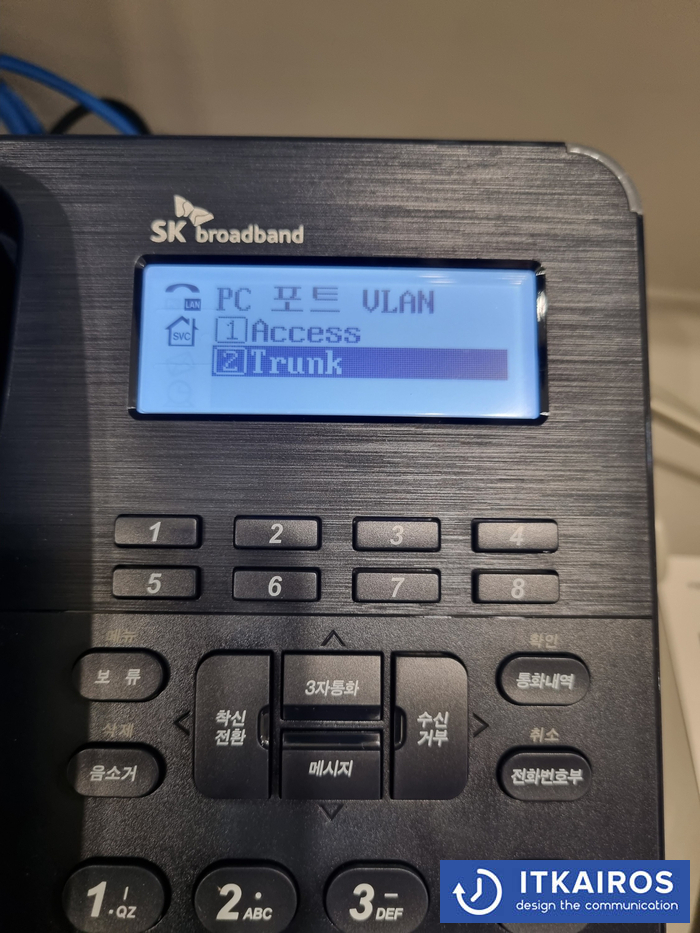 SK broadband
LAN
PC 포트 VLAN
SVC
1 Access
2 Trunk
1 2 3 4
5 6 7 8
메뉴
확인
보 류
3자통화
통화내역
착신
전환
수신
거부
삭제
취소
음소거
메시지
전화번호부
1 . QZ
2 ABC
3 DEF
ITKAIROS
design the communication